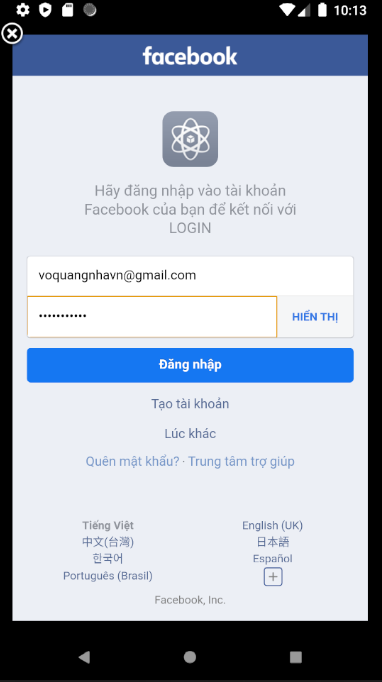 10:13
facebook
Hãy đăng nhập vào tài khoản
Facebook của bạn để kết nối với
LOGIN
voquangnhavn@gmail.com
•••••••••••
HIỂN THỊ
Đăng nhập
Tạo tài khoản
Lúc khác
Quên mật khẩu? · Trung tâm trợ giúp
Tiếng Việt
English (UK)
中文(台灣)
日本語
한국어
Español
Português (Brasil)
Facebook, Inc.